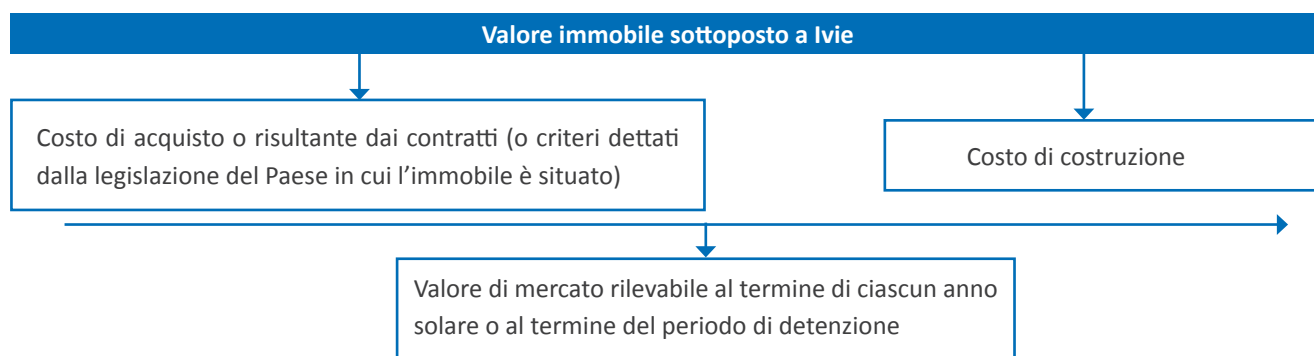 Valore immobile sottoposto a Ivie
Costo di acquisto o risultante dai contratti (o criteri dettati
dalla legislazione del Paese in cui l’immobile è situato)
Costo di costruzione
Valore di mercato rilevabile al termine di ciascun anno
solare o al termine del periodo di detenzione